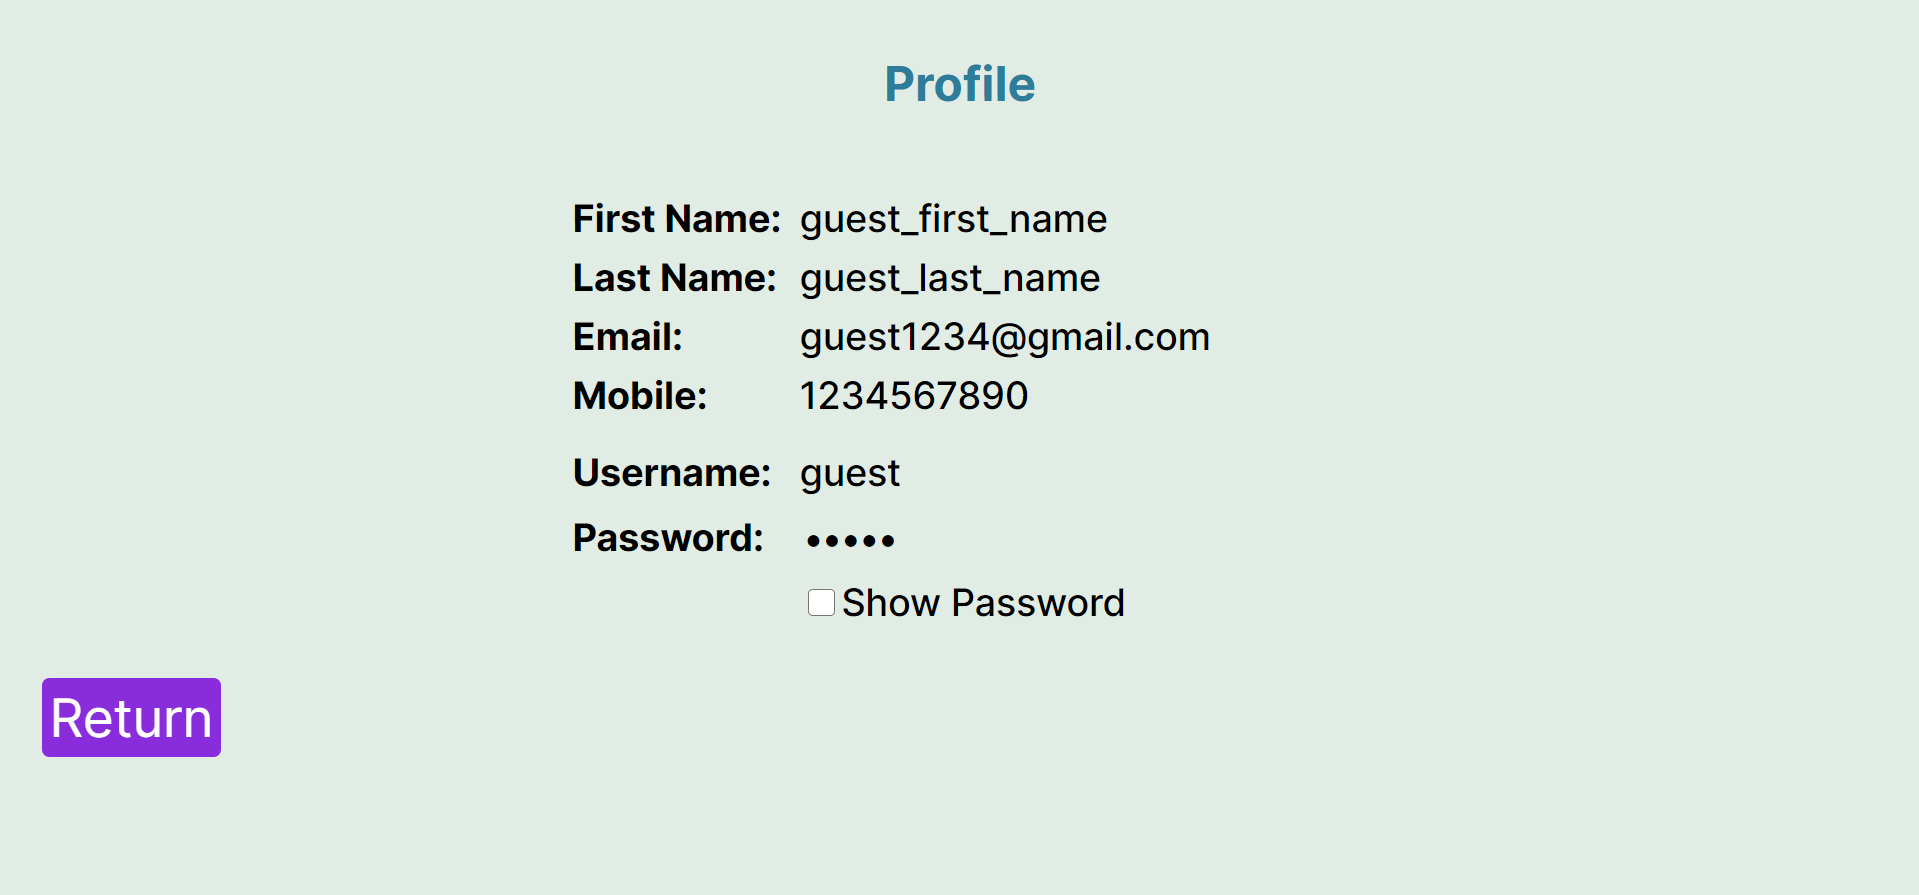 Profile
First Name: guest_first_name
Last Name: guest_last_name
Email: guest1234@gmail.com
Mobile: 1234567890
Username: guest
Password: •••••
Show Password
Return